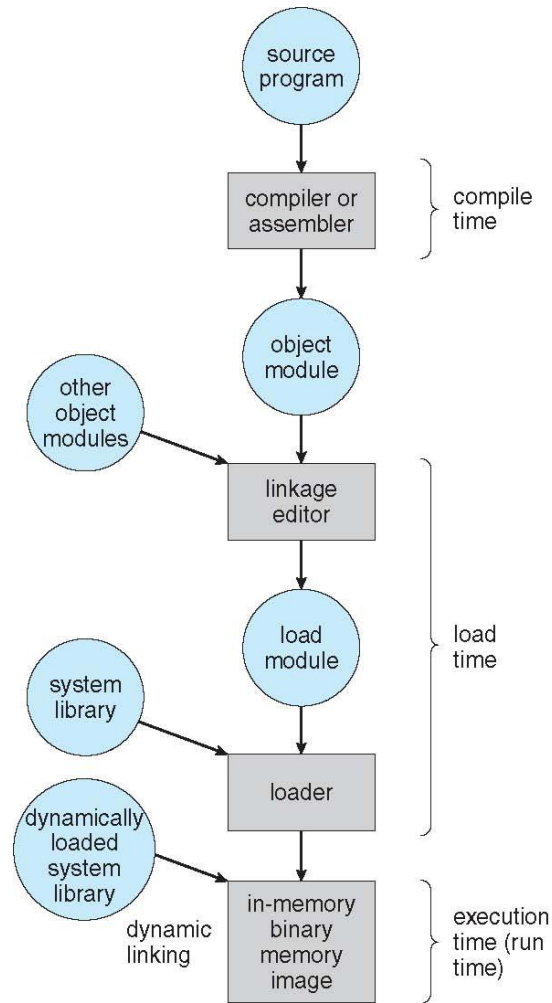 source
program
compiler or
assembler
compile
time
object
module
other
object
modules
linkage
editor
load
module
load
time
system
library
loader
dynamically
loaded
system
library
dynamic
linking
in-memory
binary
memory
image
execution
time (run
time)